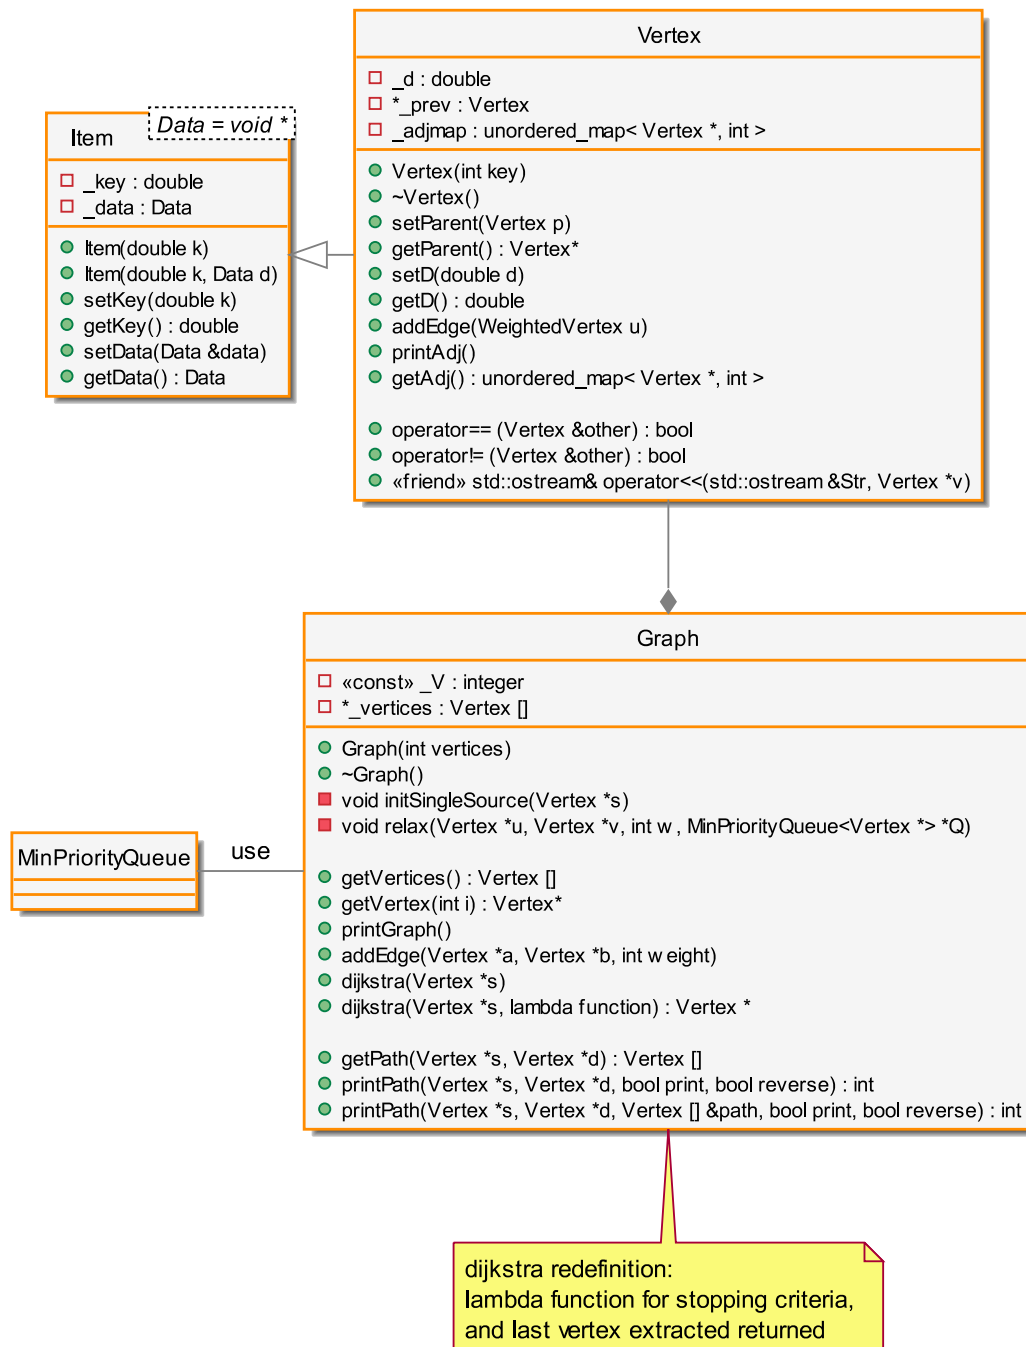 Vertex
_d : double
*_prev : Vertex
_adjmap : unordered_map< Vertex *, int >
Vertex(int key)
~Vertex()
setParent(Vertex p)
getParent() : Vertex*
setD(double d)
getD() : double
addEdge(WeightedVertex u)
printAdj()
getAdj() : unordered_map< Vertex *, int >
operator== (Vertex &other) : bool
operator!= (Vertex &other) : bool
«friend» std::ostream& operator<<(std::ostream &Str, Vertex *v)
Data = void *
Item
_key : double
_data : Data
Item(double k)
Item(double k, Data d)
setKey(double k)
getKey() : double
setData(Data &data)
getData() : Data
Graph
«const» _V : integer
*_vertices : Vertex []
Graph(int vertices)
~Graph()
void initSingleSource(Vertex *s)
void relax(Vertex *u, Vertex *v, int w , MinPriorityQueue<Vertex *> *Q)
getVertices() : Vertex []
getVertex(int i) : Vertex*
printGraph()
addEdge(Vertex *a, Vertex *b, int weight)
dijkstra(Vertex *s)
dijkstra(Vertex *s, lambda function) : Vertex *
getPath(Vertex *s, Vertex *d) : Vertex []
printPath(Vertex *s, Vertex *d, bool print, bool reverse) : int
printPath(Vertex *s, Vertex *d, Vertex [] &path, bool print, bool reverse) : int
MinPriorityQueue
use
dijkstra redefinition:
lambda function for stopping criteria,
and last vertex extracted returned